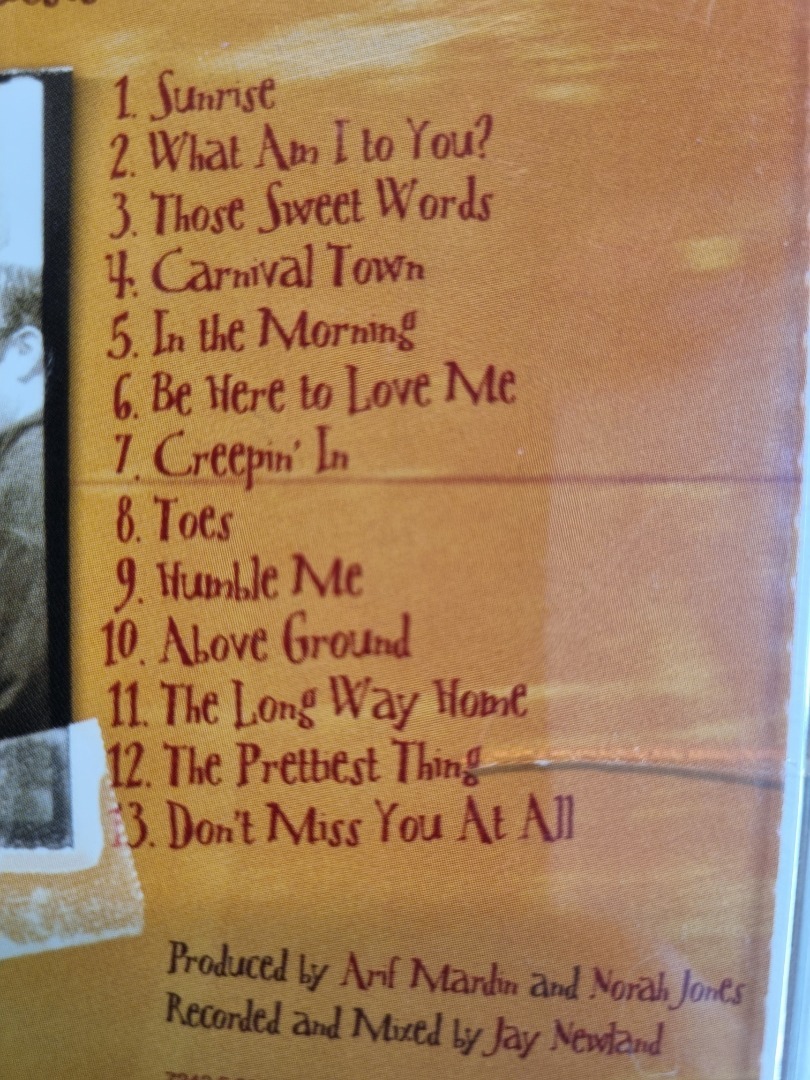 1. Sunrise
2. What Am I to You?
3. Those Sweet Words
4. Carnival Town
5. In the Morning
6. Be Here to Love Me
7. Creepin' In
8. Toes
9. Humble Me
10. Above Ground
11. The Long Way Home
12. The Prettiest Thing
13. Don't Miss You At All
Produced by Arif Mardin and Norah Jones
Recorded and Mixed by Jay Newland